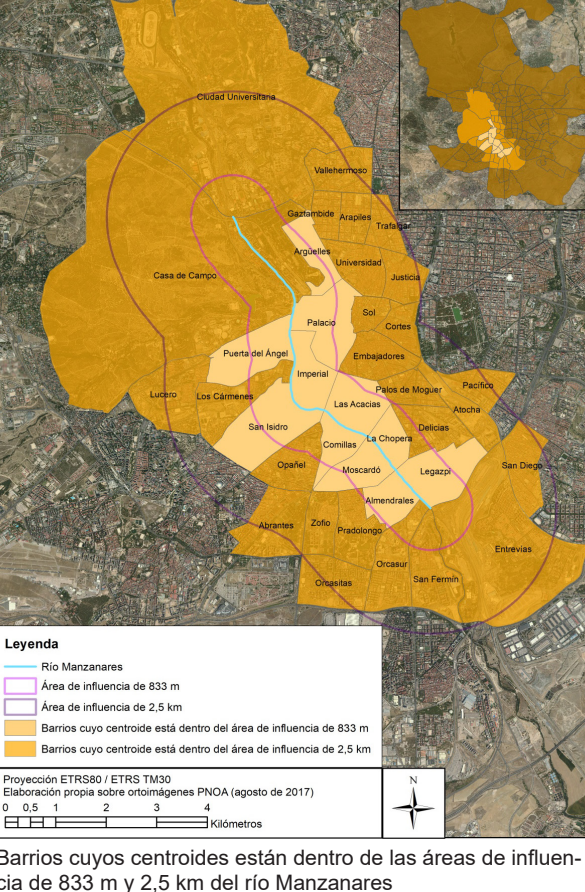 Ciudad Universitaria
Vallehermoso
Gaztambide
Arapiles
Trafalgar
Argüelles
Universidad
Casa de Campo
Justicia
Sol
Palacio
Cortes
Puerta del Ángel
Embajadores
Imperial
Lucero
Los Cármenes
Palos de Moguer
Pacífico
Las Acacias
Atocha
San Isidro
Delicias
La Chopera
Comillas
Opañel
Moscardó
Legazpi
San Diego
Almendrales
Abrantes
Zofío
Pradolongo
Entrevías
Orcasur
Orcasitas
San Fermín
Leyenda
Río Manzanares
Área de influencia de 833 m
Área de influencia de 2,5 km
Barrios cuyo centroide está dentro del área de influencia de 833 m
Barrios cuyo centroide está dentro del área de influencia de 2,5 km
Proyección ETRS80 / ETRS TM30
Elaboración propia sobre ortoimágenes PNOA (agosto de 2017)
0 0,5 1 2 3 4
Kilómetros
N
Barrios cuyos centroides están dentro de las áreas de influen-
cia de 833 m y 2,5 km del río Manzanares